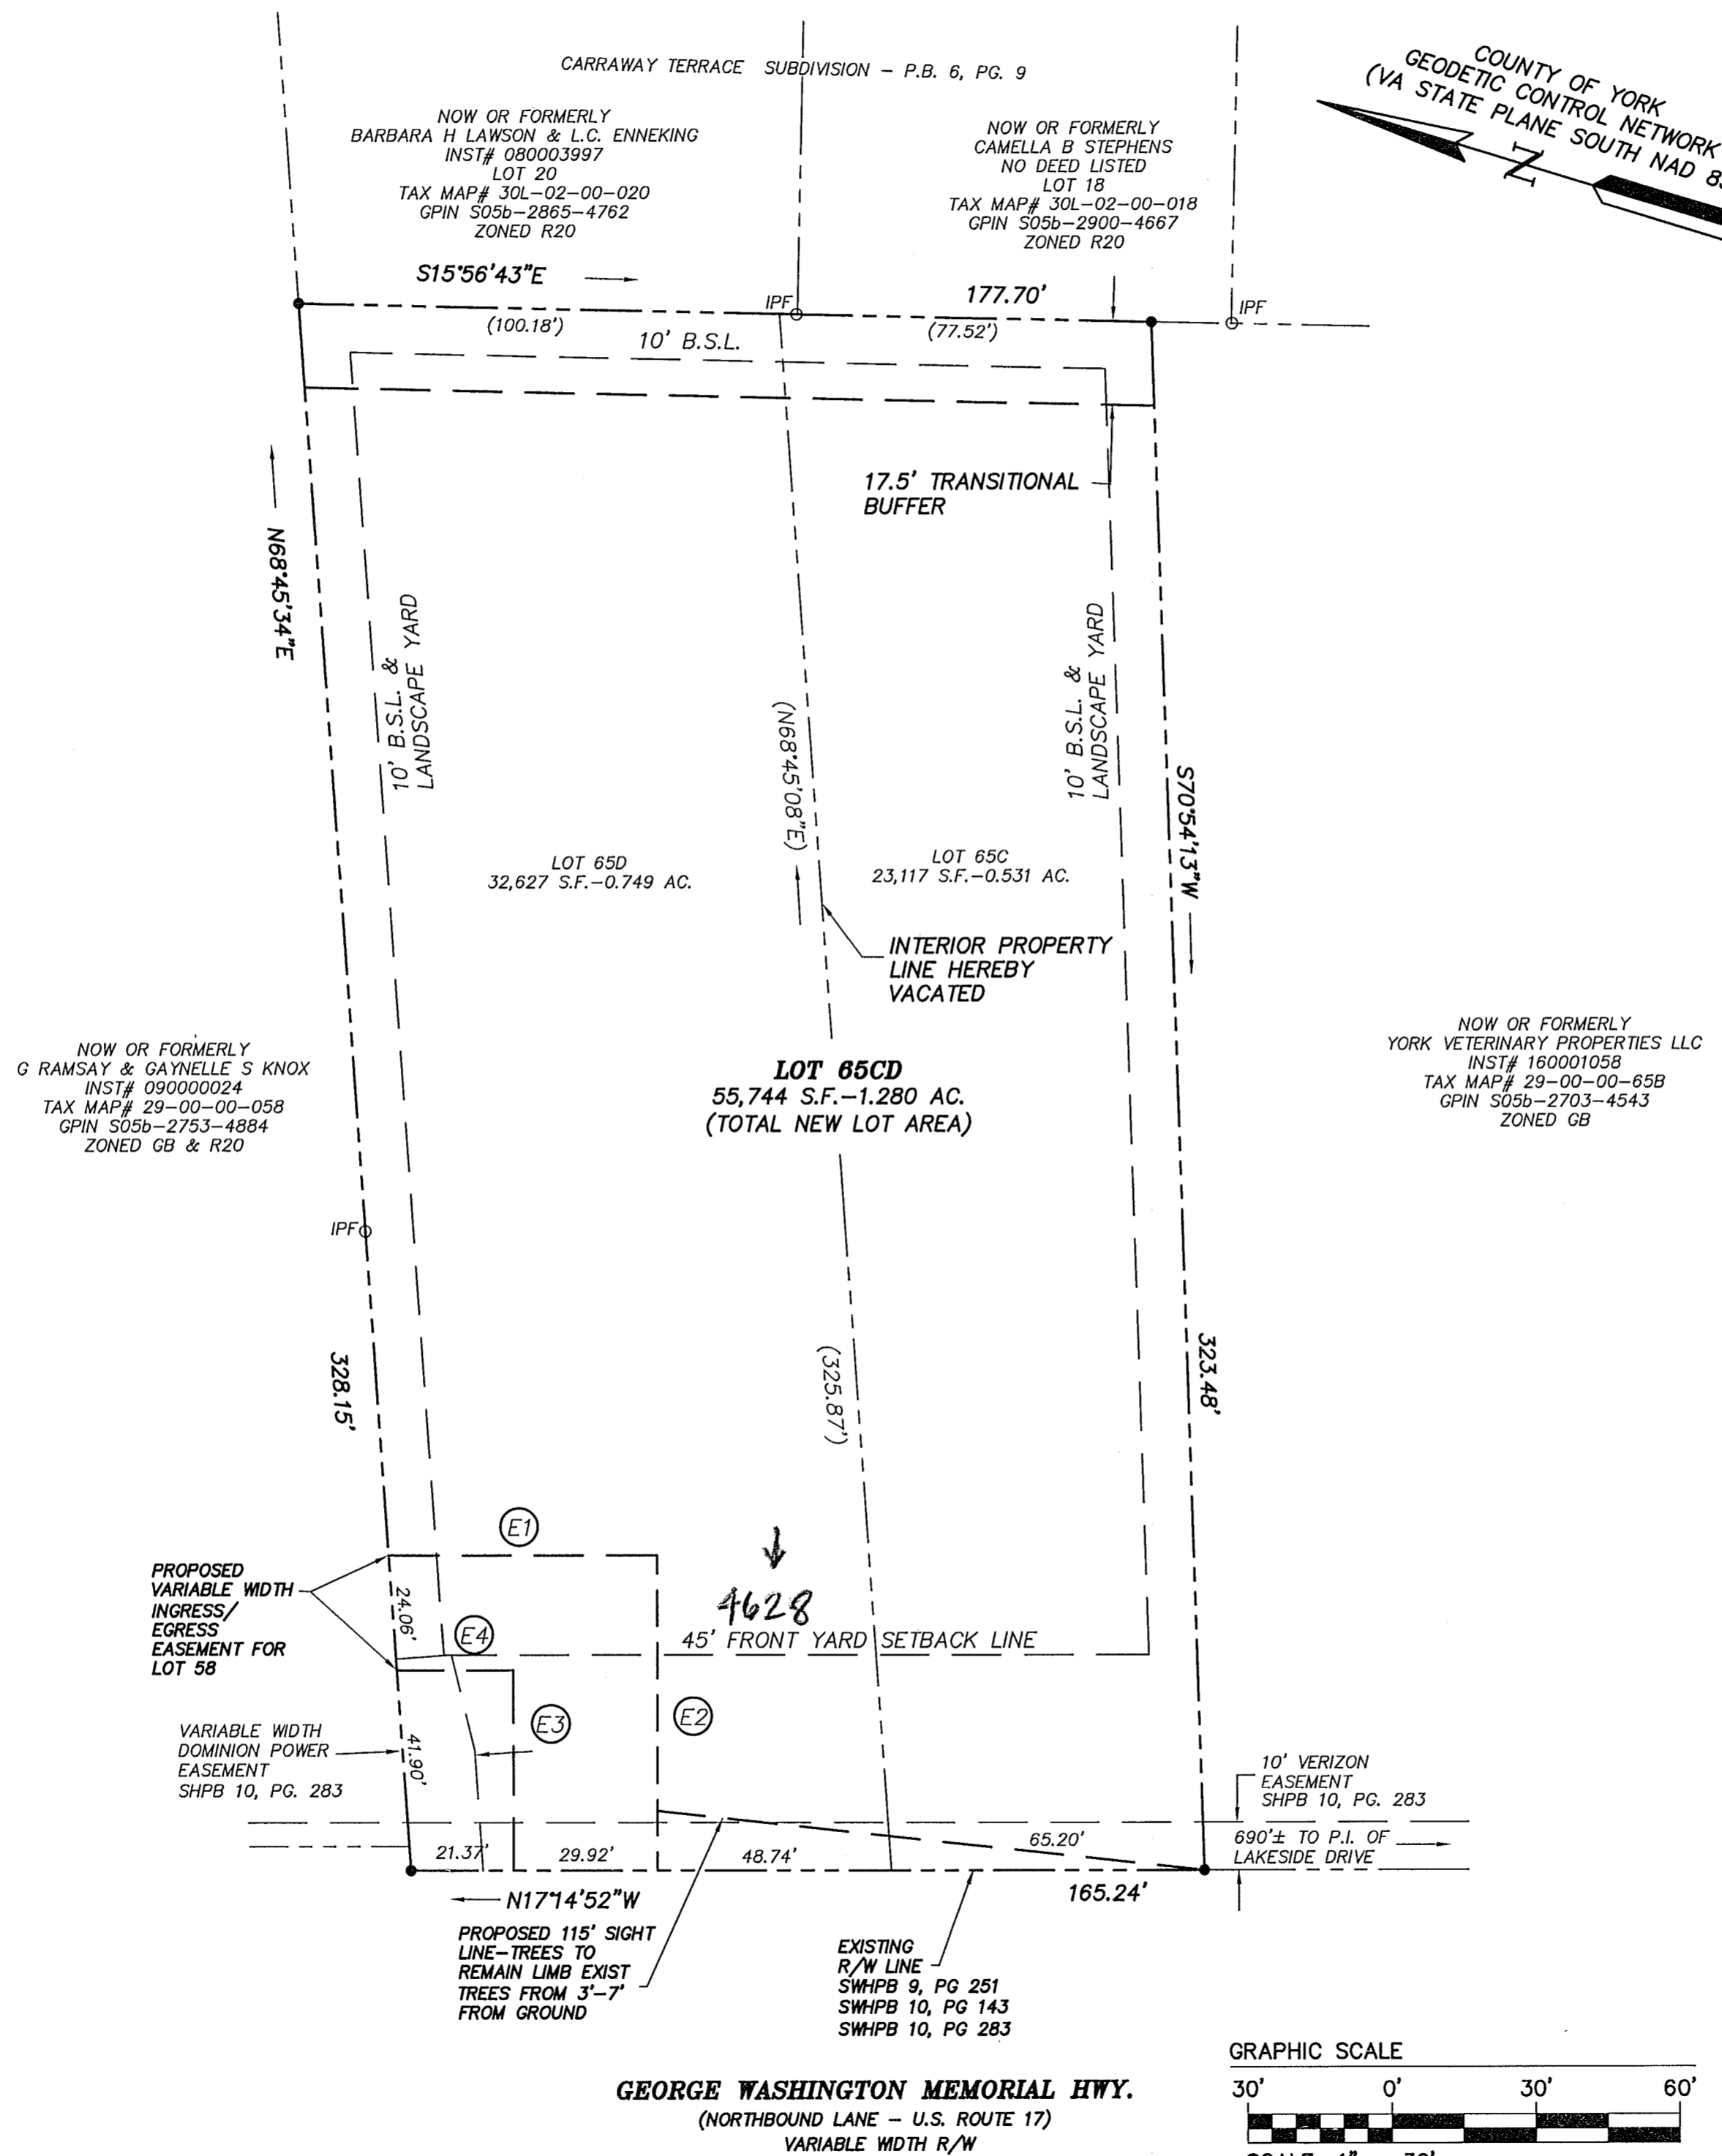 CARRAWAY TERRACE SUBDIVISION - P.B. 6, PG. 9
COUNTY OF YORK
GEODETIC CONTROL NETWORK
(VA STATE PLANE SOUTH NAD
N
NOW OR FORMERLY
BARBARA H LAWSON & L.C. ENNEKING
INST# 080003997
LOT 20
TAX MAP# 30L-02-00-020
GPIN S05b-2865-4762
ZONED R20
NOW OR FORMERLY
CAMELLA B STEPHENS
NO DEED LISTED
LOT 18
TAX MAP# 30L-02-00-018
GPIN S05b-2900-4667
ZONED R20
S15°56'43"E
177.70'
IPF
IPF
(100.18')
(77.52')
10' B.S.L.
17.5' TRANSITIONAL
BUFFER
N68°45'34"E
10' B.S.L. &
LANDSCAPE YARD
(N68°45'08"E)
10' B.S.L. &
LANDSCAPE YARD
S70°54'13"W
LOT 65D
32,627 S.F.-0.749 AC.
LOT 65C
23,117 S.F.-0.531 AC.
INTERIOR PROPERTY
LINE HEREBY
VACATED
NOW OR FORMERLY
G RAMSAY & GAYNELLE S KNOX
INST# 090000024
TAX MAP# 29-00-00-058
GPIN S05b-2753-4884
ZONED GB & R20
LOT 65CD
55,744 S.F.-1.280 AC.
(TOTAL NEW LOT AREA)
NOW OR FORMERLY
YORK VETERINARY PROPERTIES LLC
INST# 160001058
TAX MAP# 29-00-00-65B
GPIN S05b-2703-4543
ZONED GB
IPF
328.15'
(325.87')
323.48'
E1
PROPOSED
VARIABLE WIDTH
INGRESS/
EGRESS
EASEMENT FOR
LOT 58
24.06'
E4
4628
45' FRONT YARD SETBACK LINE
E3
E2
VARIABLE WIDTH
DOMINION POWER
EASEMENT
SHPB 10, PG. 283
41.90'
10' VERIZON
EASEMENT
SHPB 10, PG. 283
690'± TO P.I. OF
LAKESIDE DRIVE
21.37'
29.92'
48.74'
65.20'
N17°14'52"W
165.24'
PROPOSED 115' SIGHT
LINE-TREES TO
REMAIN LIMB EXIST
TREES FROM 3'-7'
FROM GROUND
EXISTING
R/W LINE
SWHPB 9, PG 251
SWHPB 10, PG 143
SWHPB 10, PG 283
GEORGE WASHINGTON MEMORIAL HWY.
(NORTHBOUND LANE - U.S. ROUTE 17)
VARIABLE WIDTH R/W
GRAPHIC SCALE
30' 0' 30' 60'